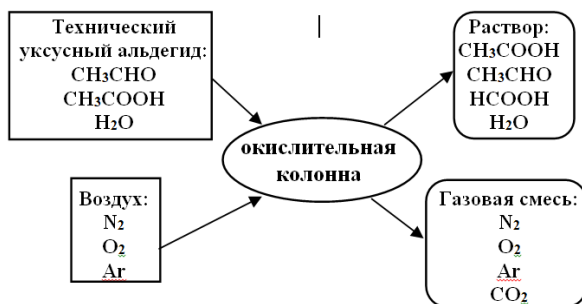 Технический
уксусный альдегид:
CH₃CHO
CH₃COOH
H₂O
Раствор:
CH₃COOH
CH₃CHO
HCOOH
H₂O
окислительная
колонна
Воздух:
N₂
O₂
Ar
Газовая смесь:
N₂
O₂
Ar
CO₂